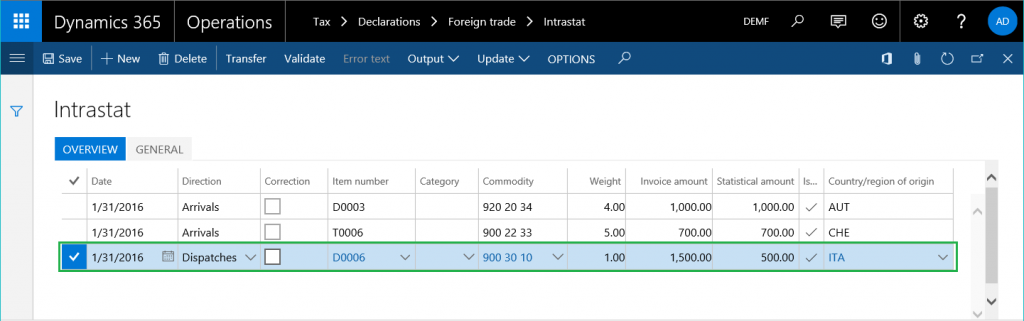 Dynamics 365 Operations Tax > Declarations > Foreign trade > Intrastat DEMF ? AD
Save + New Delete Transfer Validate Error text Output Update OPTIONS
Intrastat
OVERVIEW GENERAL
Date Direction Correction Item number Category Commodity Weight Invoice amount Statistical amount Is... Country/region of origin
1/31/2016 Arrivals D0003 920 20 34 4.00 1,000.00 1,000.00 AUT
1/31/2016 Arrivals T0006 900 22 33 5.00 700.00 700.00 CHE
1/31/2016 Dispatches D0006 900 30 10 1.00 1,500.00 500.00 ITA